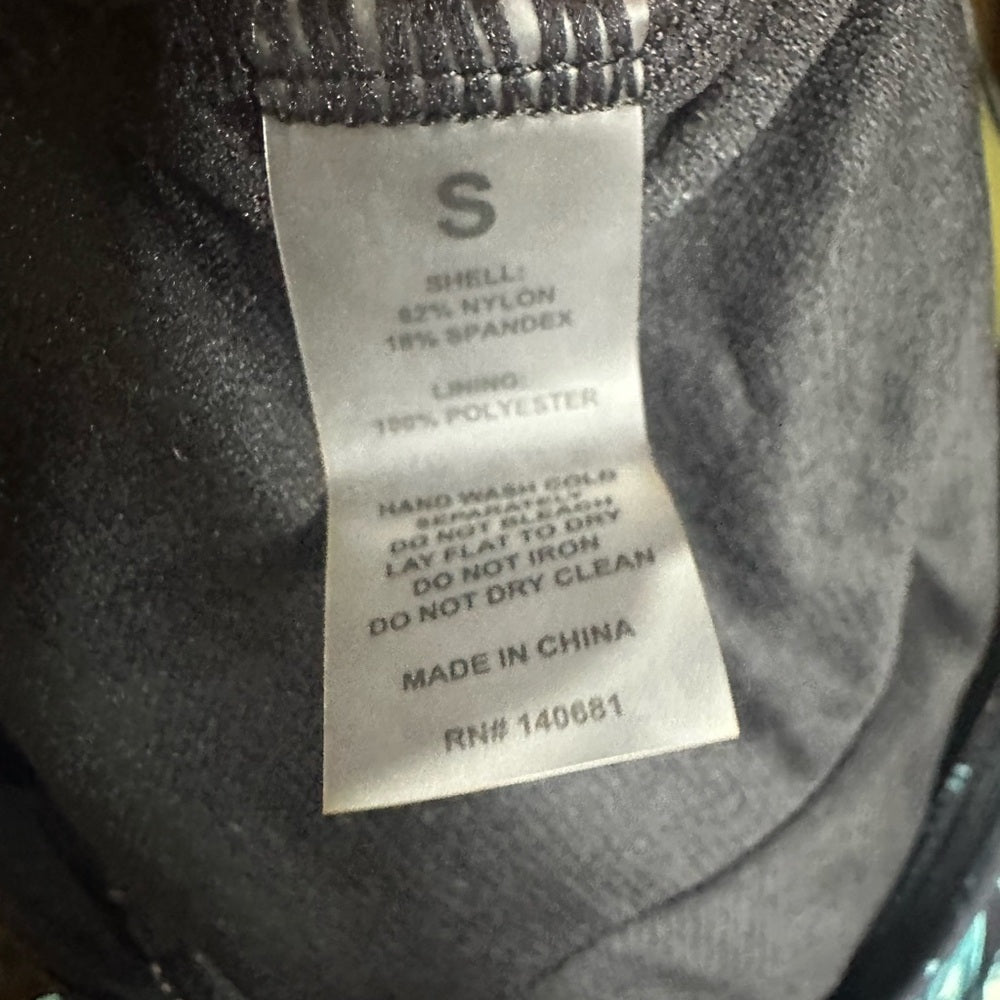 S
SHELL:
82% NYLON
18% SPANDEX
LINING:
100% POLYESTER
HAND WASH COLD
SEPARATELY
DO NOT BLEACH
LAY FLAT TO DRY
DO NOT IRON
DO NOT DRY CLEAN
MADE IN CHINA
RN# 140681